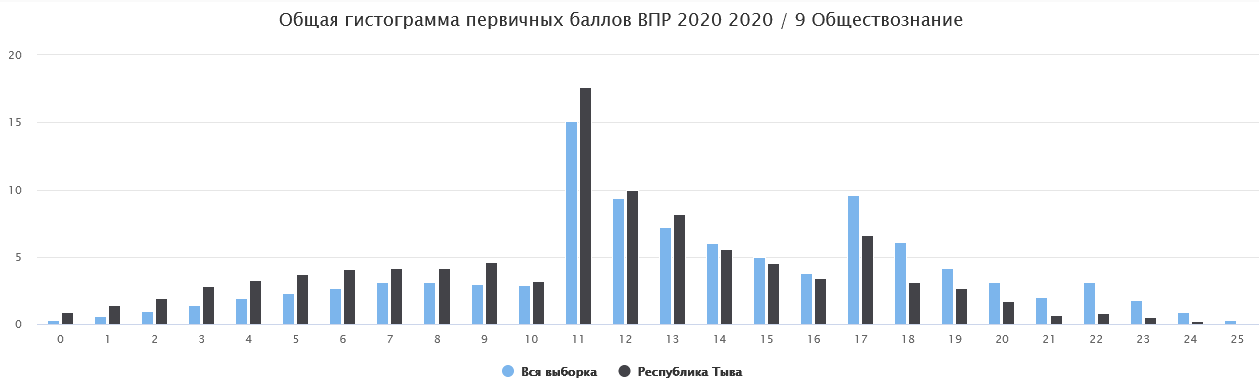 Общая гистограмма первичных баллов ВПР 2020 2020 / 9 Обществознание
20
15
10
5
0
0 1 2 3 4 5 6 7 8 9 10 11 12 13 14 15 16 17 18 19 20 21 22 23 24 25
Вся выборка Республика Тыва